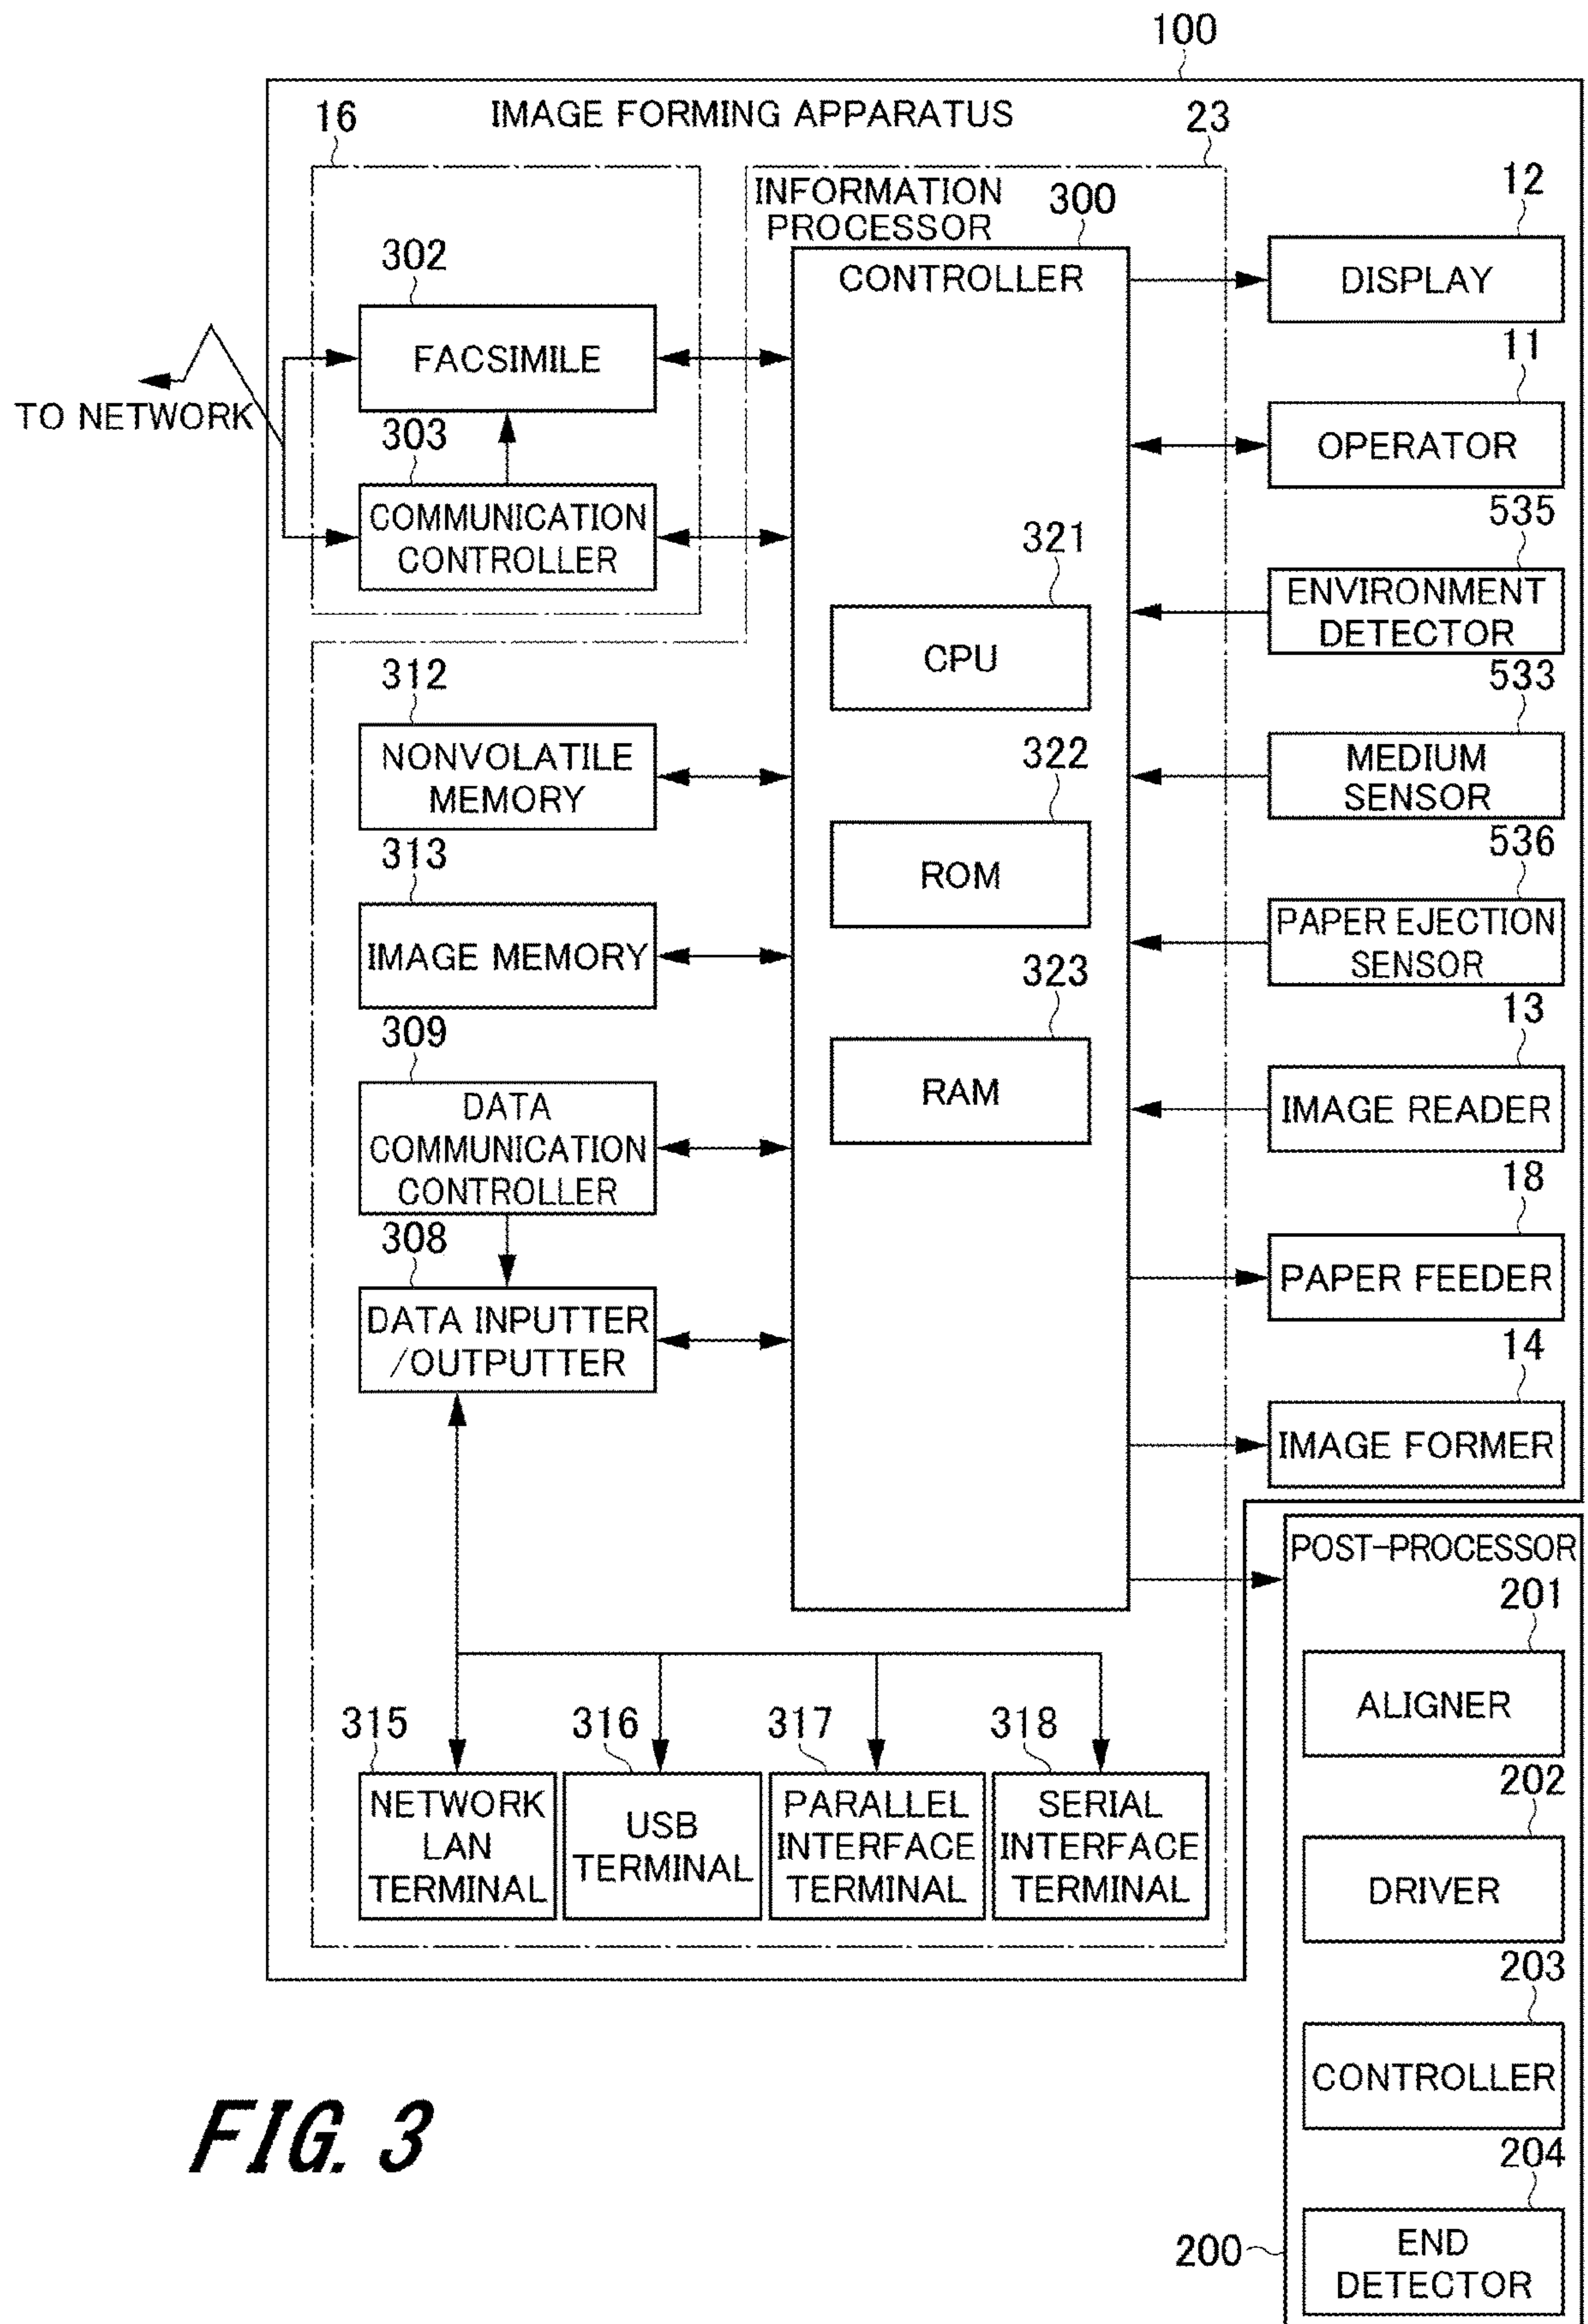 100
IMAGE FORMING APPARATUS
16
23
INFORMATION
PROCESSOR
300
CONTROLLER
12
DISPLAY
302
FACSIMILE
11
OPERATOR
TO NETWORK
303
COMMUNICATION
CONTROLLER
535
ENVIRONMENT
DETECTOR
321
CPU
312
NONVOLATILE
MEMORY
533
MEDIUM
SENSOR
322
ROM
313
IMAGE MEMORY
536
PAPER EJECTION
SENSOR
323
RAM
309
DATA
COMMUNICATION
CONTROLLER
13
IMAGE READER
308
DATA INPUTTER
/OUTPUTTER
18
PAPER FEEDER
14
IMAGE FORMER
POST-PROCESSOR
201
ALIGNER
315
NETWORK
LAN
TERMINAL
316
USB
TERMINAL
317
PARALLEL
INTERFACE
TERMINAL
318
SERIAL
INTERFACE
TERMINAL
202
DRIVER
203
CONTROLLER
204
END
DETECTOR
200
FIG. 3